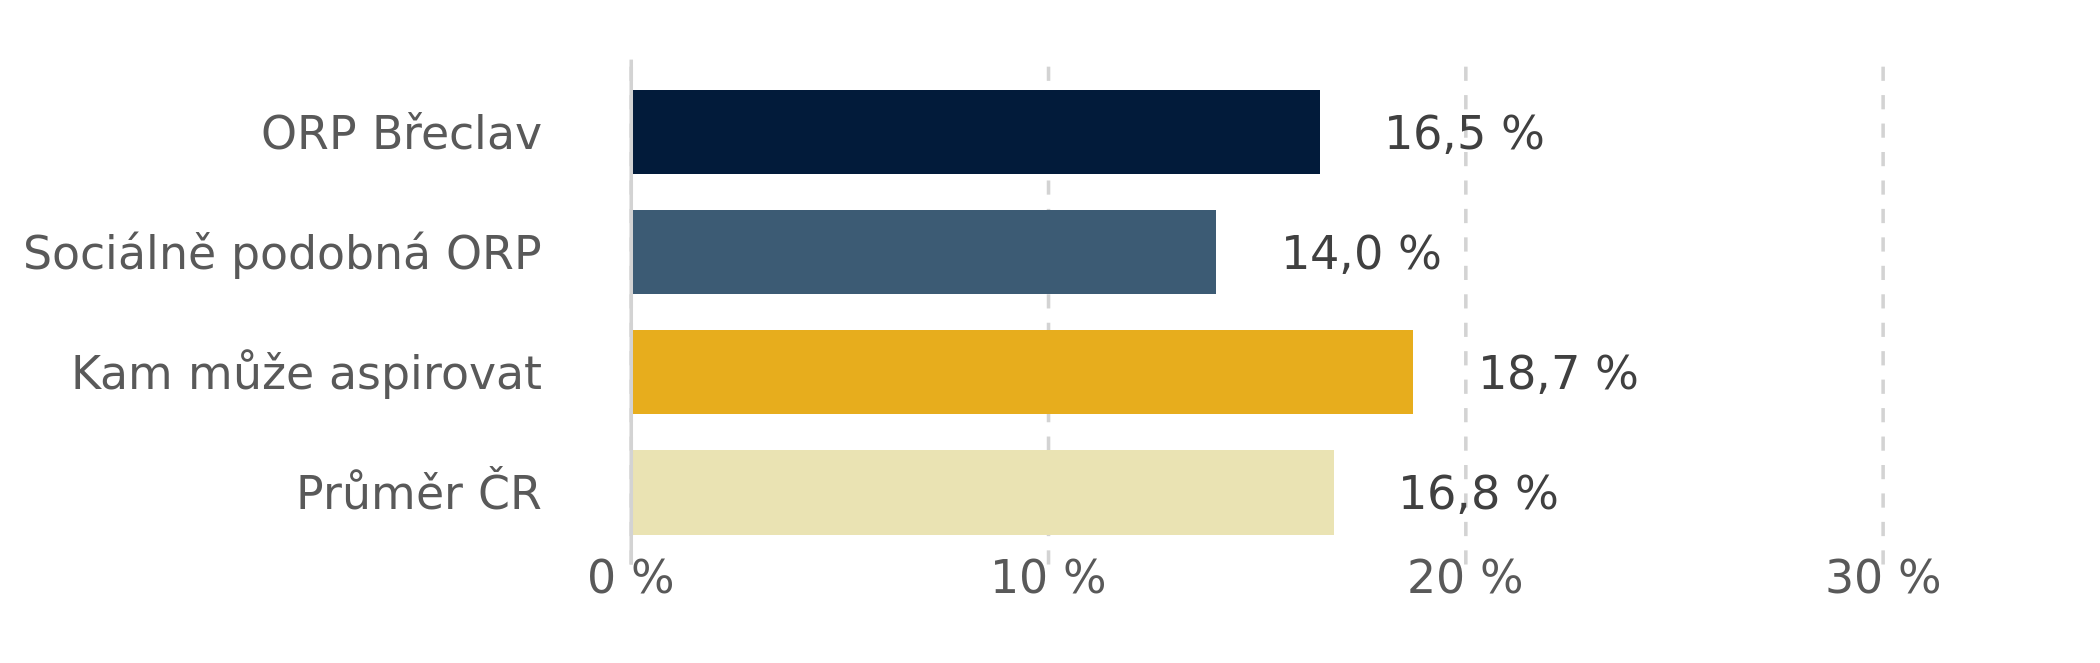 ORP Břeclav 16,5 %
Sociálně podobná ORP 14,0 %
Kam může aspirovat 18,7 %
Průměr ČR 16,8 %
0 % 10 % 20 % 30 %